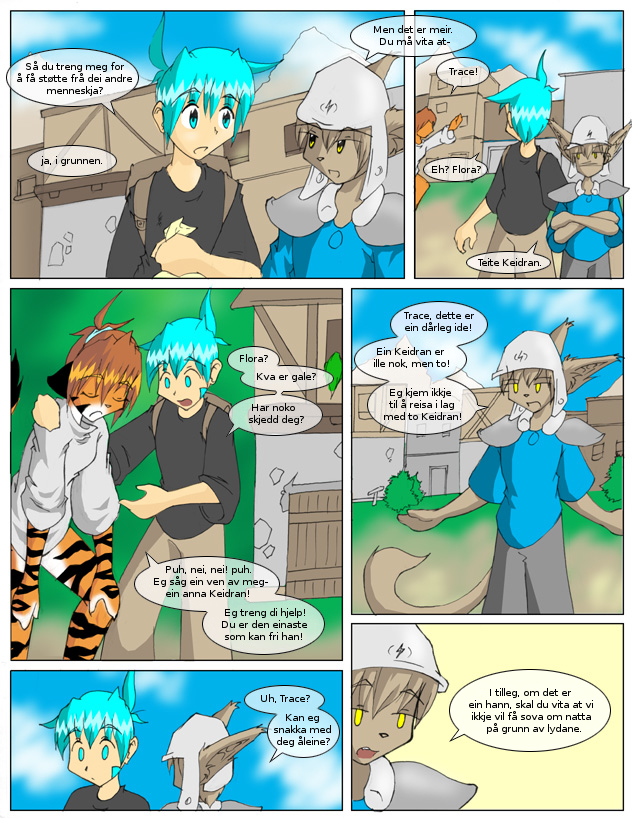 Så du treng meg for
å få støtte frå dei andre
menneskja?
ja, i grunnen.
Men det er meir.
Du må vita at-
Trace!
Eh? Flora?
Teite Keidran.
Flora?
Kva er gale?
Har noko
skjedd deg?
Puh, nei, nei! puh.
Eg såg ein ven av meg-
ein anna Keidran!
Eg treng di hjelp!
Du er den einaste
som kan fri han!
Trace, dette er
ein dårleg ide!
Ein Keidran er
ille nok, men to!
Eg kjem ikkje
til å reisa i lag
med to Keidran!
Uh, Trace?
Kan eg
snakka med
deg åleine?
I tilleg, om det er
ein hann, skal du vita at vi
ikkje vil få sova om natta
på grunn av lydane.